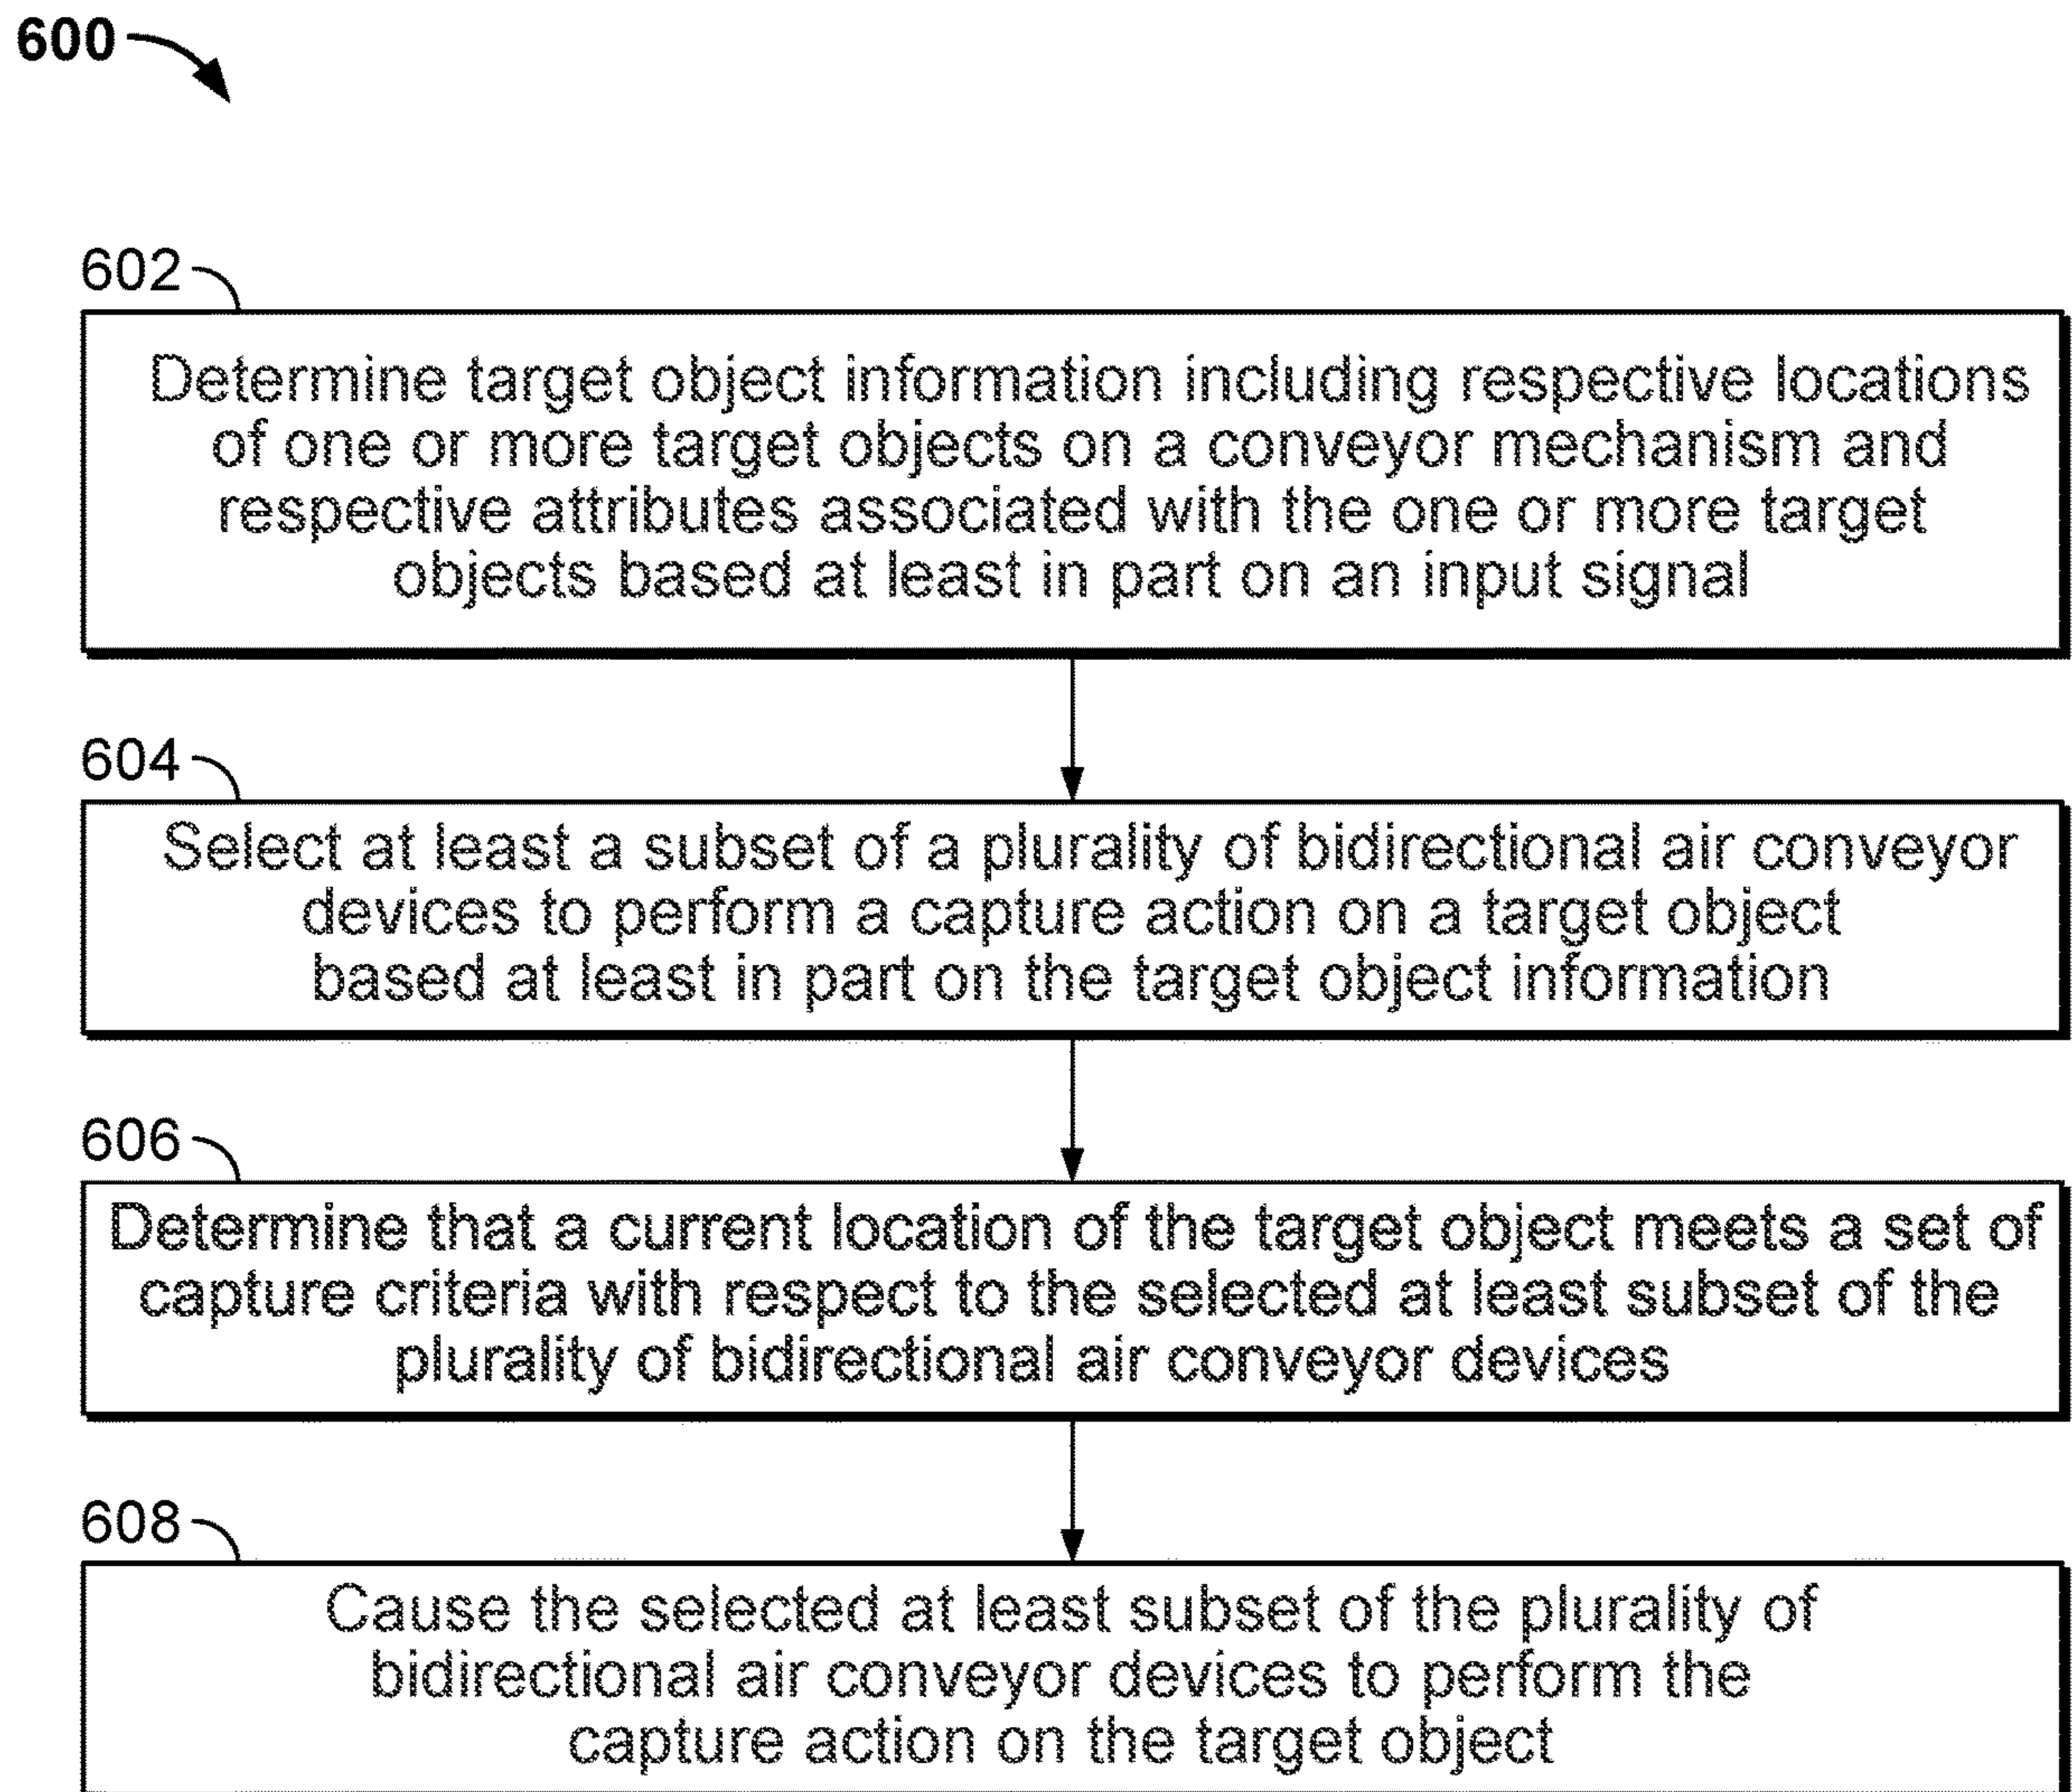 600
602
Determine target object information including respective locations
of one or more target objects on a conveyor mechanism and
respective attributes associated with the one or more target
objects based at least in part on an input signal
604
Select at least a subset of a plurality of bidirectional air conveyor
devices to perform a capture action on a target object
based at least in part on the target object information
606
Determine that a current location of the target object meets a set of
capture criteria with respect to the selected at least subset of the
plurality of bidirectional air conveyor devices
608
Cause the selected at least subset of the plurality of
bidirectional air conveyor devices to perform the
capture action on the target object